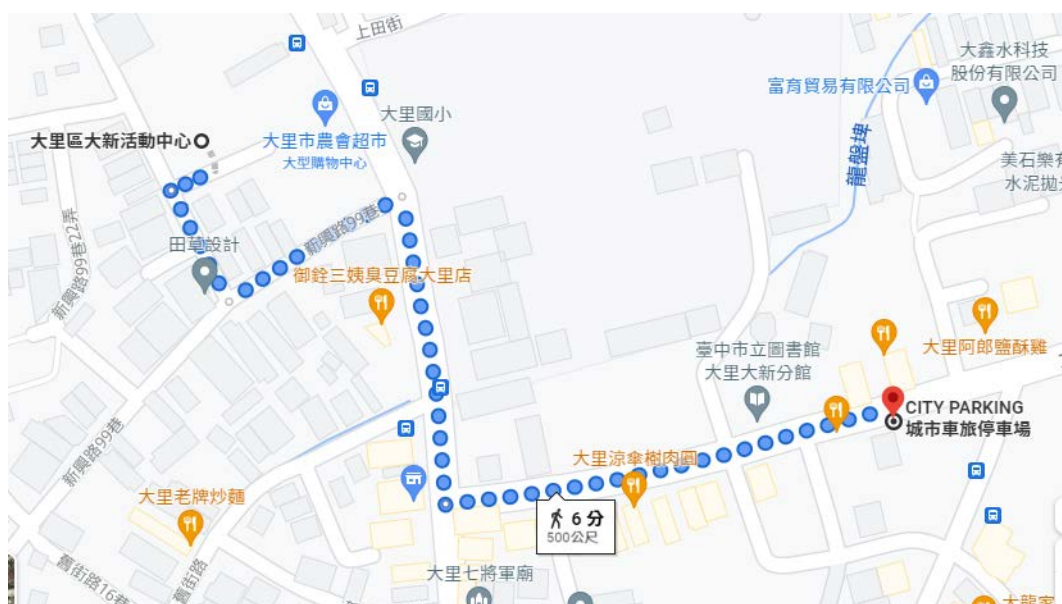 上田街
大鑫水科技
股份有限公司
富育貿易有限公司
大里國小
大里區大新活動中心
大里市農會超市
大型購物中心
龍盤埤
美石樂有
水泥拋光
新興路99巷22弄
田草設計
新興路99巷
御銓三姨臭豆腐大里店
臺中市立圖書館
大里大新分館
大里阿郎鹽酥雞
CITY PARKING
城市車旅停車場
新興路99巷
大里涼傘樹肉圓
大里老牌炒麵
6 分
500公尺
舊街路16巷
舊街路
大里七將軍廟
大龍家